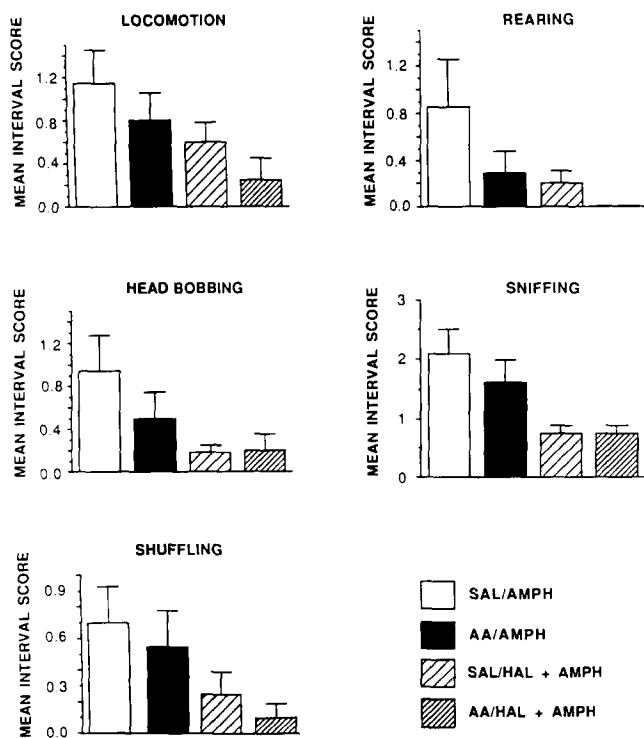 LOCOMOTION
MEAN INTERVAL SCORE
1.2
0.8
0.4
0.0
REARING
MEAN INTERVAL SCORE
1.2
0.8
0.4
0.0
HEAD BOBBING
MEAN INTERVAL SCORE
1.2
0.8
0.4
0.0
SNIFFING
MEAN INTERVAL SCORE
3
2
1
0
SHUFFLING
MEAN INTERVAL SCORE
0.9
0.6
0.3
0.0
SAL/AMPH
AA/AMPH
SAL/HAL + AMPH
AA/HAL + AMPH